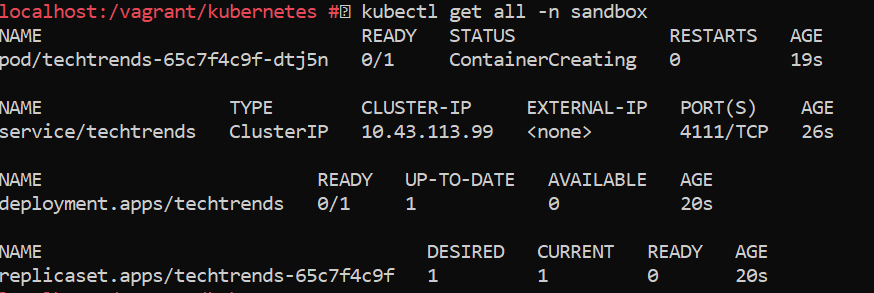 localhost:/vagrant/kubernetes # kubectl get all -n sandbox
NAME READY STATUS RESTARTS AGE
pod/techtrends-65c7f4c9f-dtj5n 0/1 ContainerCreating 0 19s
NAME TYPE CLUSTER-IP EXTERNAL-IP PORT(S) AGE
service/techtrends ClusterIP 10.43.113.99 <none> 4111/TCP 26s
NAME READY UP-TO-DATE AVAILABLE AGE
deployment.apps/techtrends 0/1 1 0 20s
NAME DESIRED CURRENT READY AGE
replicaset.apps/techtrends-65c7f4c9f 1 1 0 20s